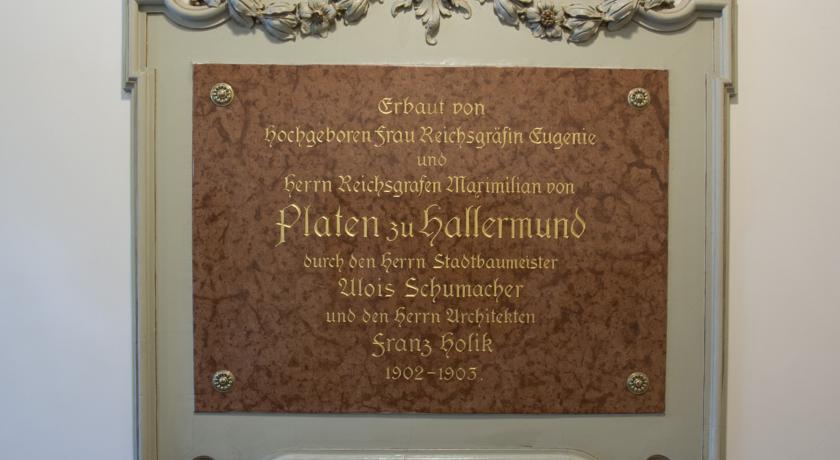 Erbaut von
Hochgeboren Frau Reichsgräfin Eugenie
und
Herrn Reichsgrafen Maximilian von
Platen zu Hallermund
durch den Herrn Stadtbaumeister
Alois Schumacher
und den Herrn Architekten
Franz Holik
1902-1903.